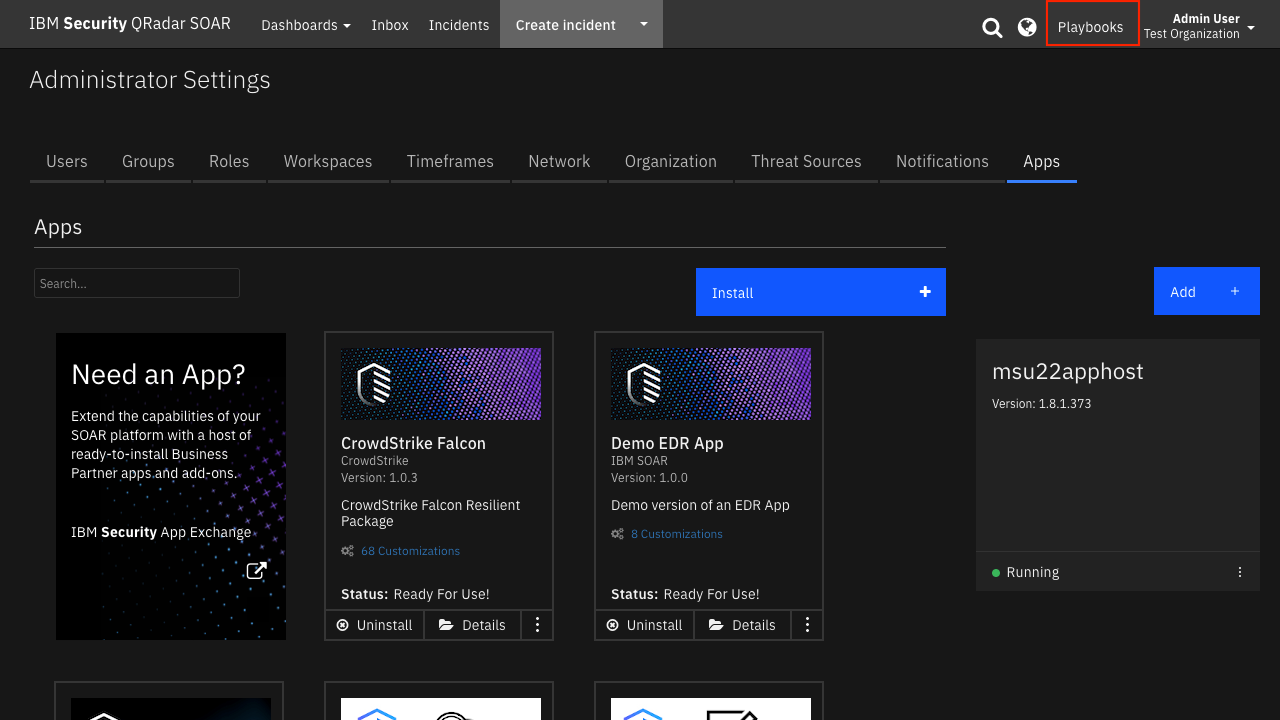 IBM Security QRadar SOAR
Dashboards
Inbox
Incidents
Create incident
Playbooks
Admin User
Test Organization
Administrator Settings
Users
Groups
Roles
Workspaces
Timeframes
Network
Organization
Threat Sources
Notifications
Apps
Apps
Search...
Install
Add
Need an App?
Extend the capabilities of your
SOAR platform with a host of
ready-to-install Business
Partner apps and add-ons.
IBM Security App Exchange
CrowdStrike Falcon
CrowdStrike
Version: 1.0.3
CrowdStrike Falcon Resilient
Package
68 Customizations
Status: Ready For Use!
Uninstall
Details
Demo EDR App
IBM SOAR
Version: 1.0.0
Demo version of an EDR App
8 Customizations
Status: Ready For Use!
Uninstall
Details
msu22apphost
Version: 1.8.1.373
Running